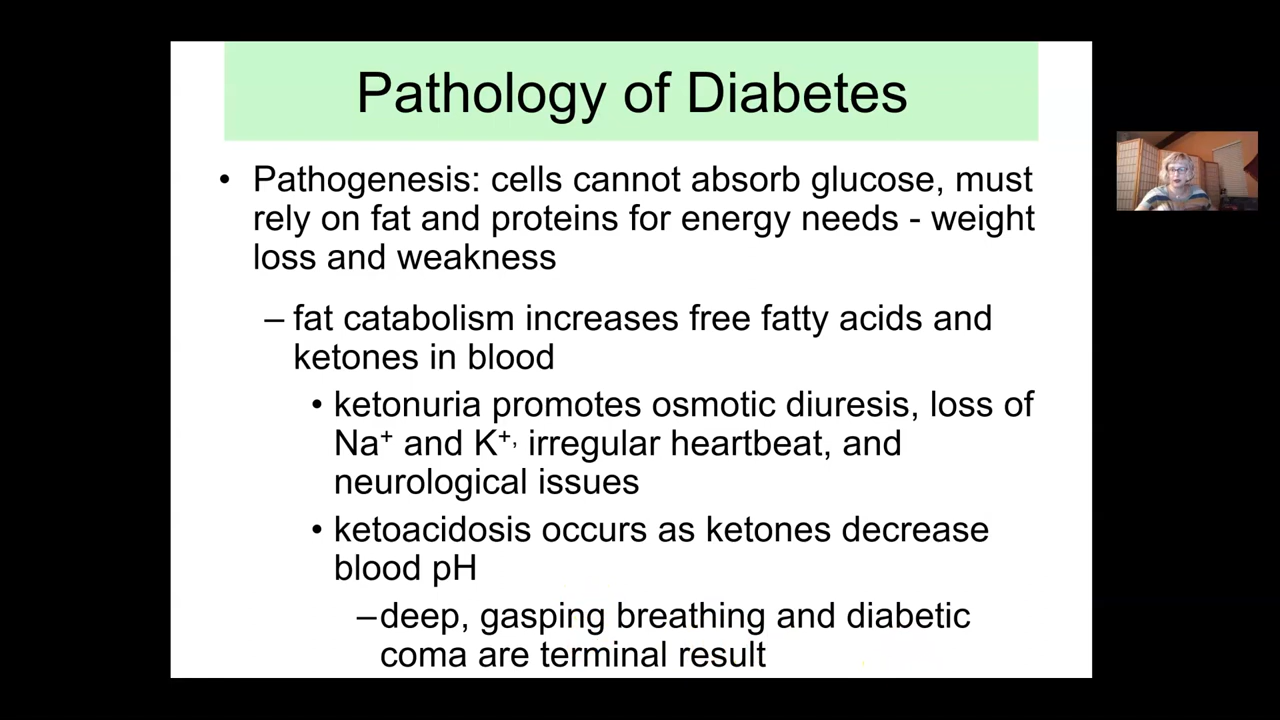 Pathology of Diabetes
• Pathogenesis: cells cannot absorb glucose, must
rely on fat and proteins for energy needs - weight
loss and weakness
– fat catabolism increases free fatty acids and
ketones in blood
• ketonuria promotes osmotic diuresis, loss of
Na⁺ and K⁺, irregular heartbeat, and
neurological issues
• ketoacidosis occurs as ketones decrease
blood pH
–deep, gasping breathing and diabetic
coma are terminal result